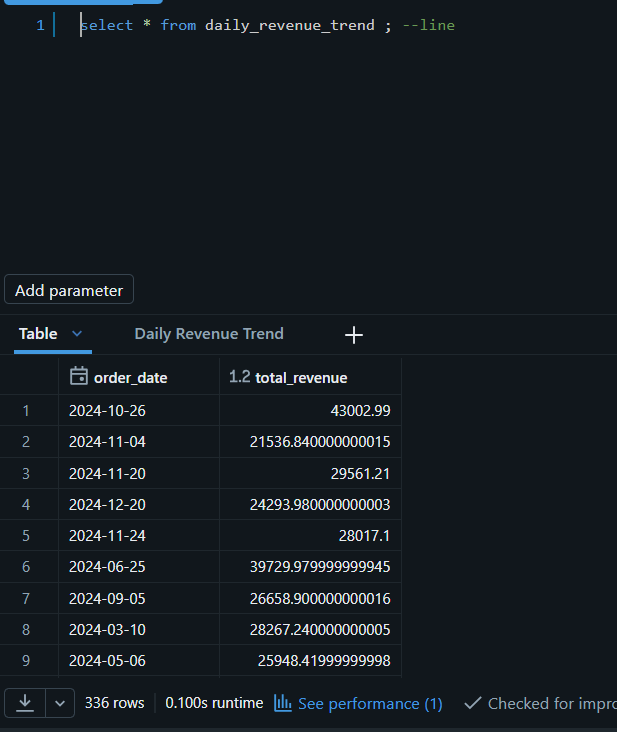 1 select * from daily_revenue_trend ; --line
Add parameter
Table Daily Revenue Trend +
order_date 1.2 total_revenue
1 2024-10-26 43002.99
2 2024-11-04 21536.840000000015
3 2024-11-20 29561.21
4 2024-12-20 24293.980000000003
5 2024-11-24 28017.1
6 2024-06-25 39729.979999999945
7 2024-09-05 26658.900000000016
8 2024-03-10 28267.240000000005
9 2024-05-06 25948.41999999998
336 rows 0.100s runtime See performance (1) Checked for impro